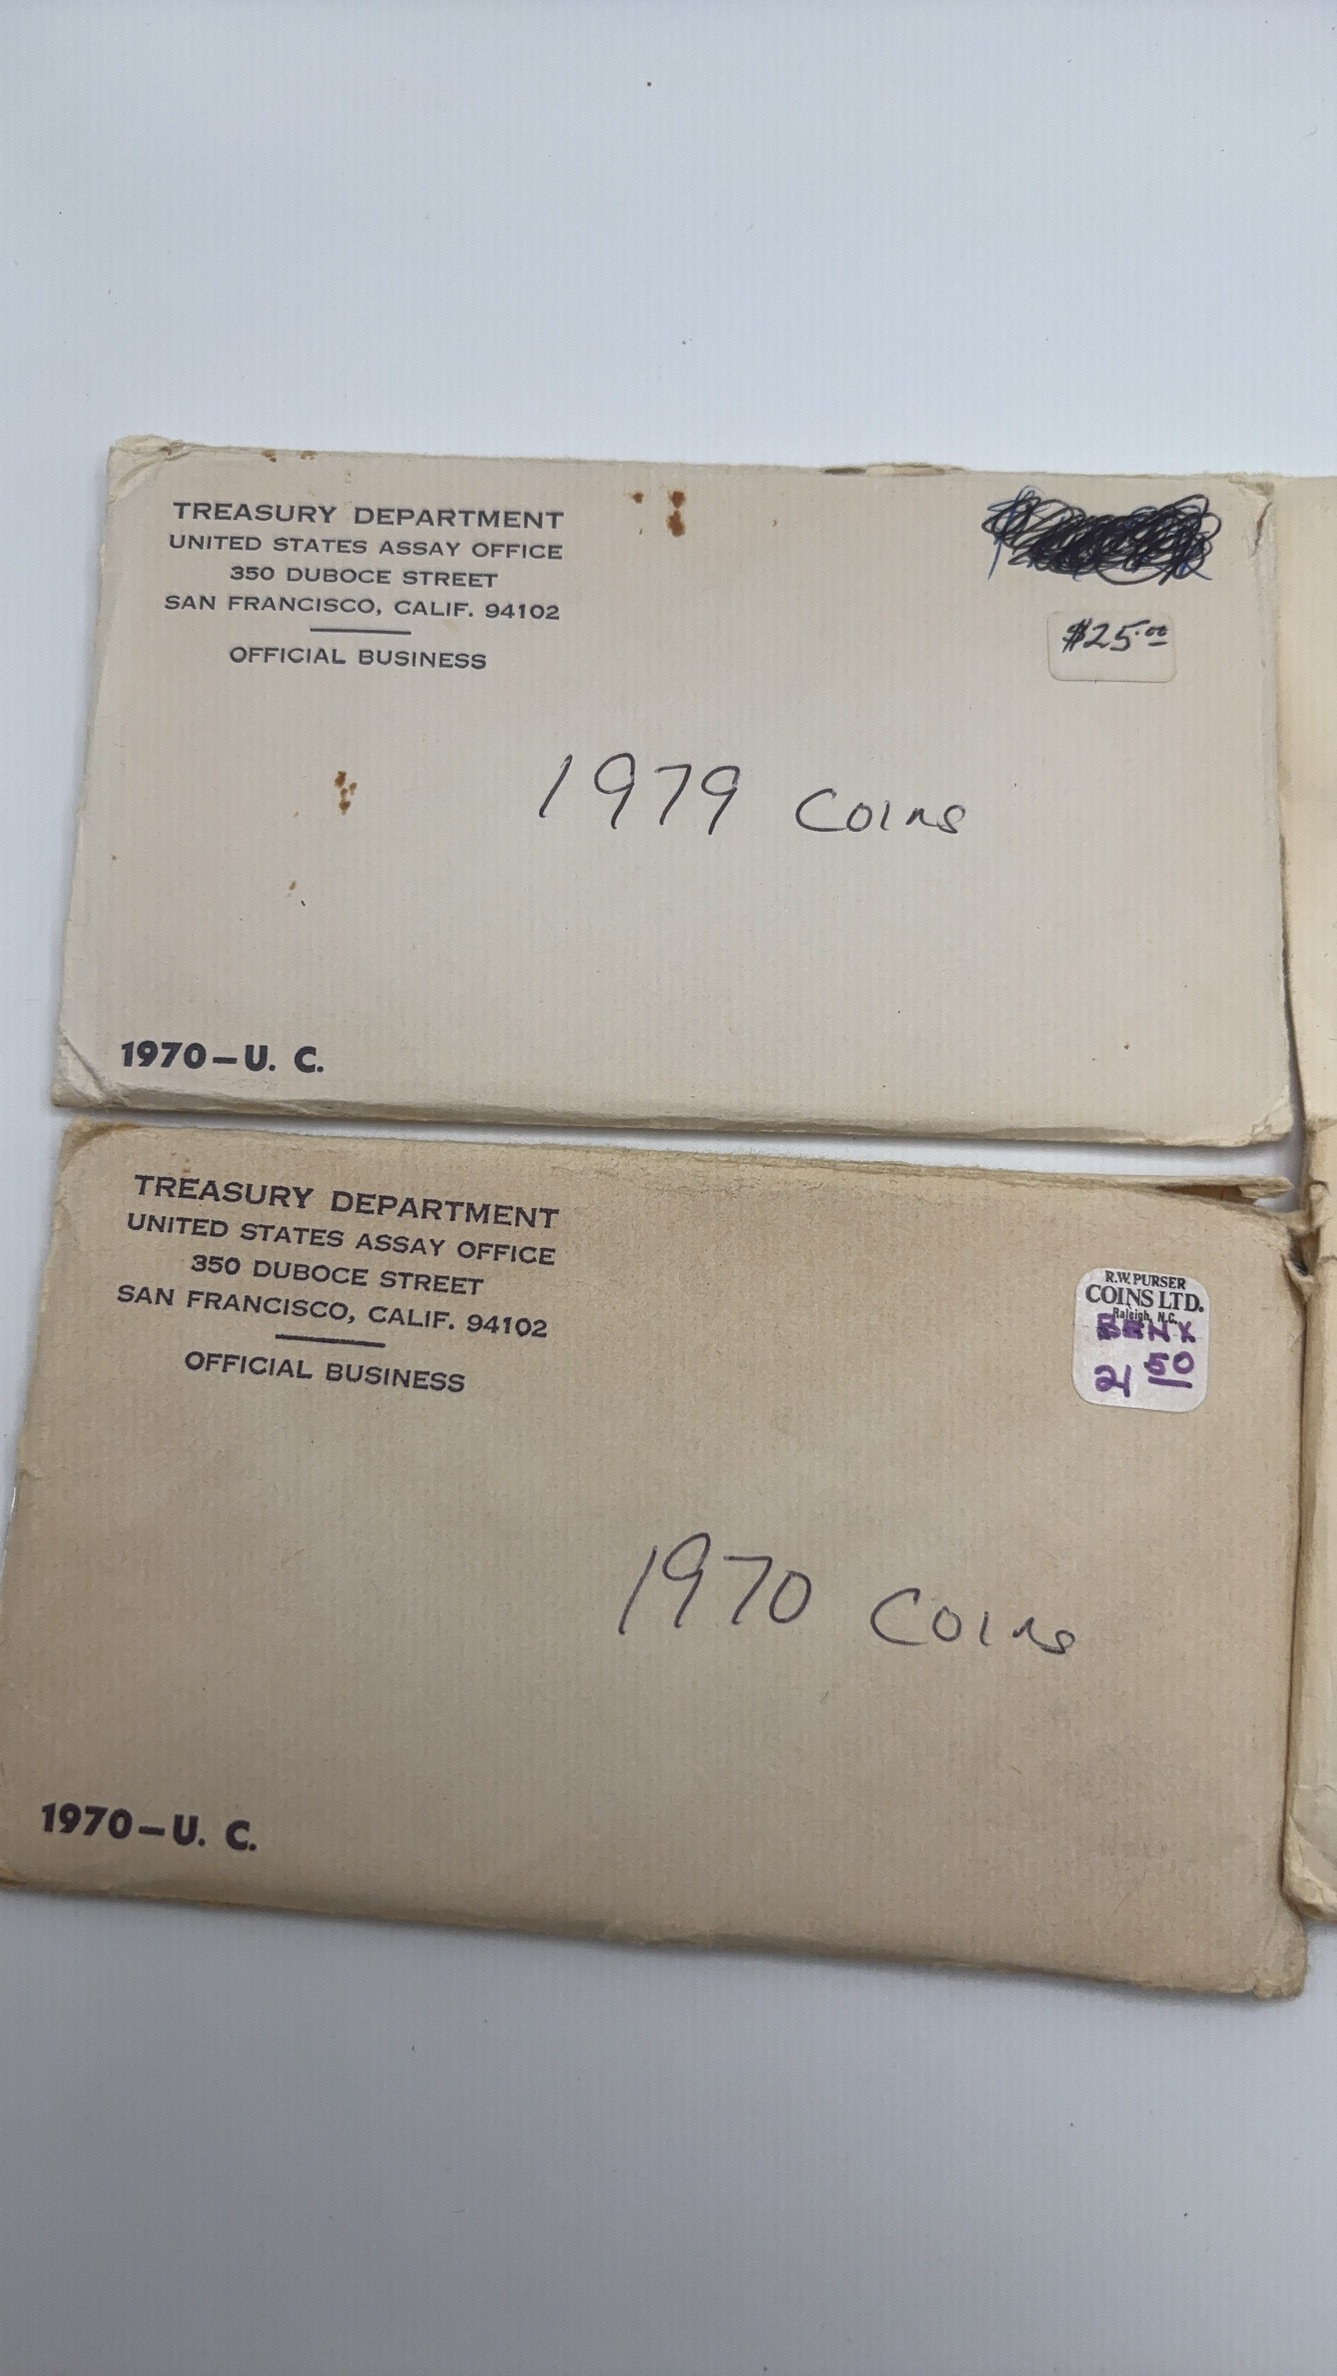 TREASURY DEPARTMENT
UNITED STATES ASSAY OFFICE
350 DUBOCE STREET
SAN FRANCISCO, CALIF. 94102
OFFICIAL BUSINESS
$25.00
1979 Coins
1970-U. C.
TREASURY DEPARTMENT
UNITED STATES ASSAY OFFICE
350 DUBOCE STREET
SAN FRANCISCO, CALIF. 94102
OFFICIAL BUSINESS
R.W. PURSER
COINS LTD.
Raleigh, N.C.
21 50
1970 Coins
1970-U. C.